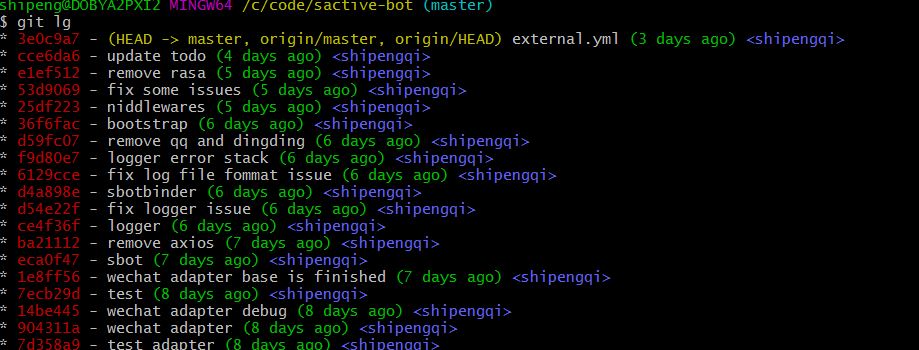 shipeng@DOBYA2PXI2 MINGW64 /c/code/sactive-bot (master)
$ git lg
* 3e0c9a7 - (HEAD -> master, origin/master, origin/HEAD) external.yml (3 days ago) <shipengqi>
* cce6da6 - update todo (4 days ago) <shipengqi>
* e1ef512 - remove rasa (5 days ago) <shipengqi>
* 53d9069 - fix some issues (5 days ago) <shipengqi>
* 25df223 - niddlewares (5 days ago) <shipengqi>
* 36f6fac - bootstrap (6 days ago) <shipengqi>
* d59fc07 - remove qq and dingding (6 days ago) <shipengqi>
* f9d80e7 - logger error stack (6 days ago) <shipengqi>
* 6129cce - fix log file fommat issue (6 days ago) <shipengqi>
* d4a898e - sbotbinder (6 days ago) <shipengqi>
* d54e22f - fix logger issue (6 days ago) <shipengqi>
* ce4f36f - logger (6 days ago) <shipengqi>
* ba21112 - remove axios (7 days ago) <shipengqi>
* eca0f47 - sbot (7 days ago) <shipengqi>
* 1e8ff56 - wechat adapter base is finished (7 days ago) <shipengqi>
* 7ecb29d - test (8 days ago) <shipengqi>
* 14be445 - wechat adapter debug (8 days ago) <shipengqi>
* 904311a - wechat adapter (8 days ago) <shipengqi>
* 7d358a9 - test adapter (8 days ago) <shipengqi>